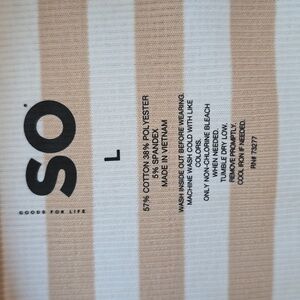 SO
GOODS FOR LIFE
L
57% COTTON 38% POLYESTER
5% SPANDEX
MADE IN VIETNAM
WASH INSIDE OUT BEFORE WEARING.
MACHINE WASH COLD WITH LIKE
COLORS.
ONLY NON-CHLORINE BLEACH
WHEN NEEDED.
TUMBLE DRY LOW.
REMOVE PROMPTLY.
COOL IRON IF NEEDED.
RN# 73277